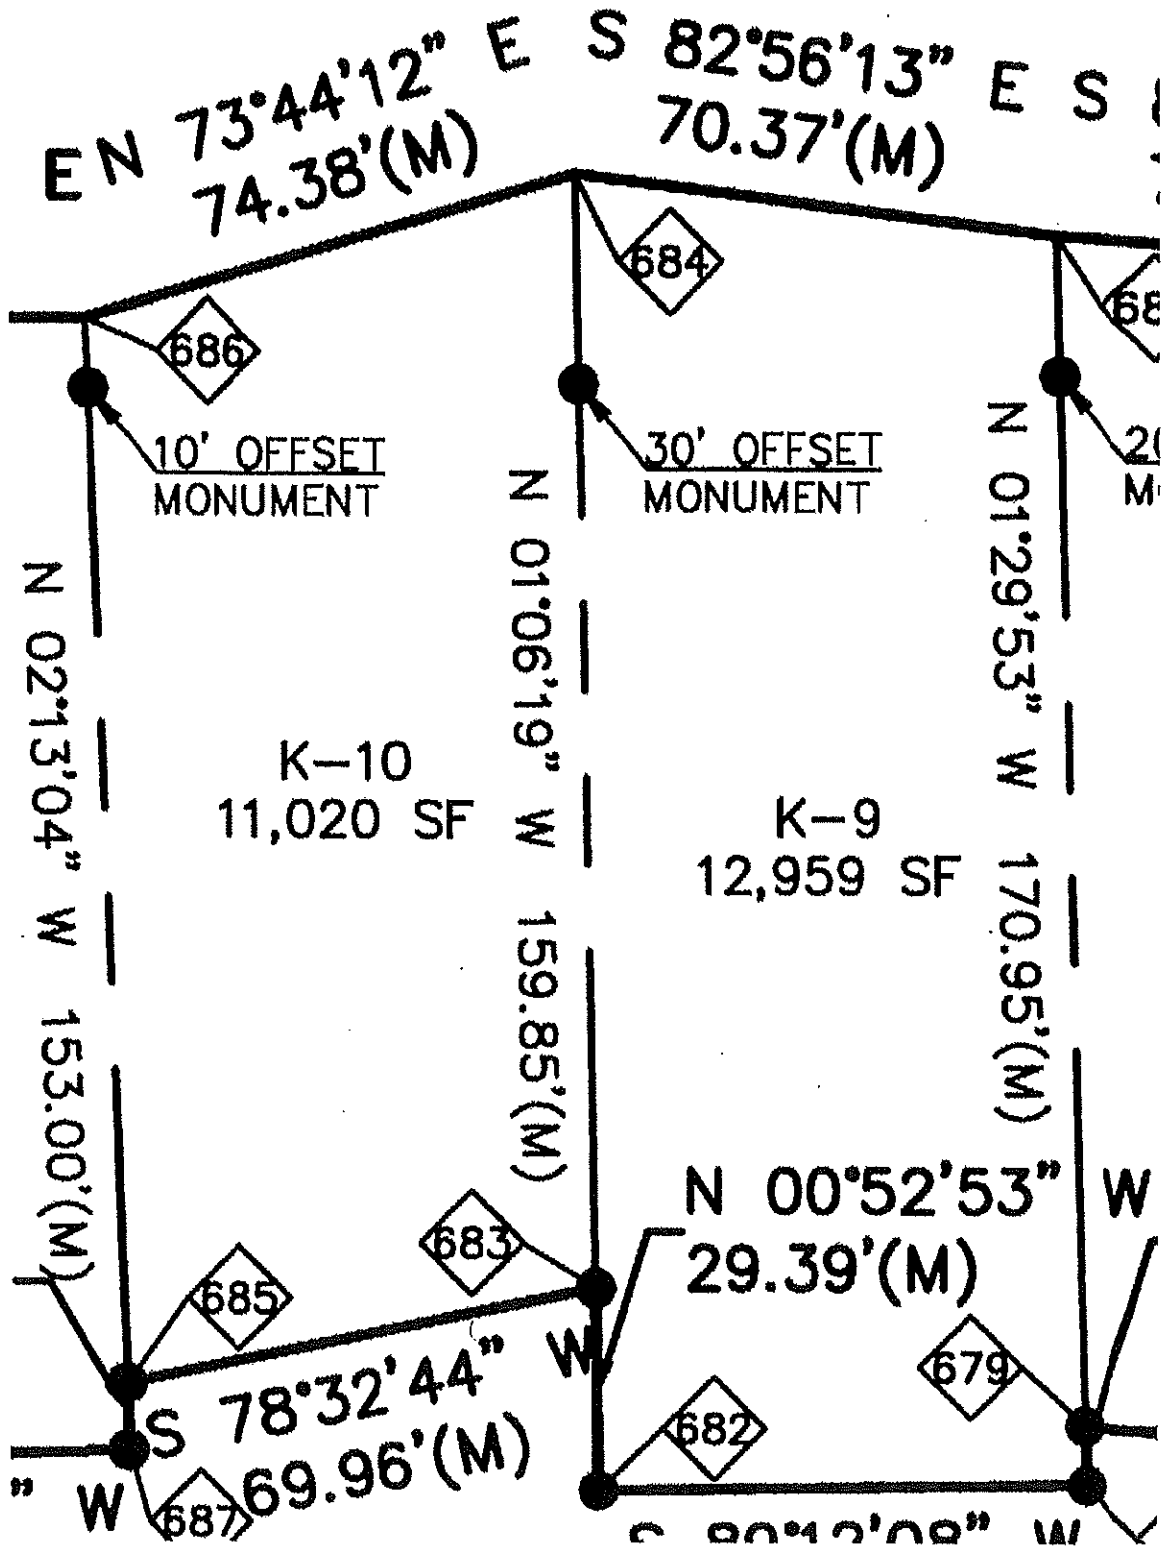 E N 73°44'12" E S 82°56'13" E S
74.38'(M) 70.37'(M)
684
686
10' OFFSET
MONUMENT
30' OFFSET
MONUMENT
N 02°13'04" W 153.00'(M)
N 01°06'19" W 159.85'(M)
N 01°29'53" W 170.95'(M)
K-10
11,020 SF
K-9
12,959 SF
N 00°52'53" W
29.39'(M)
683
685
679
682
S 78°32'44" W
69.96'(M)
" W
687